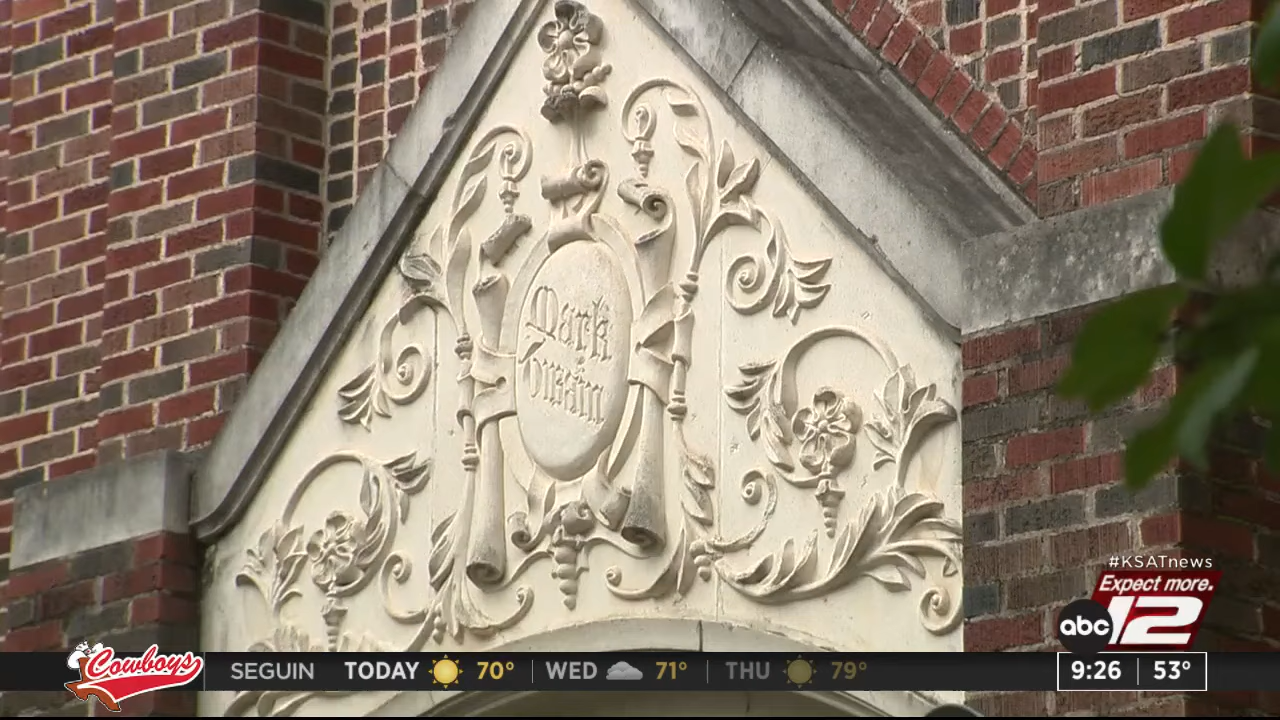 Mark
Twain
#KSATnews
Expect more.
abc 12
Cowboys
SEGUIN TODAY 70° WED 71° THU 79°
9:26 53°